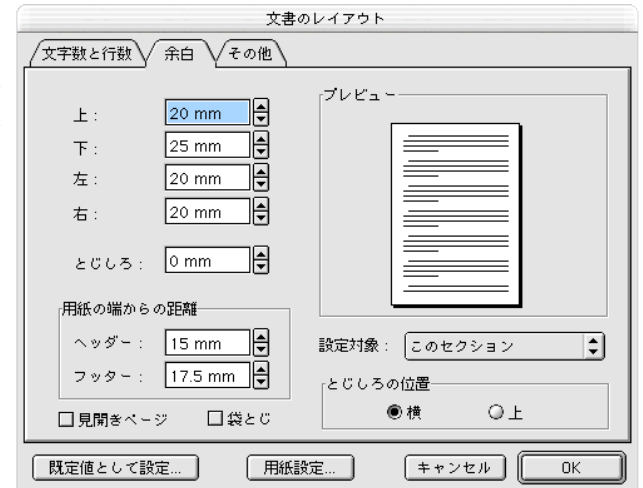 文書のレイアウト
文字数と行数 余白 その他
上: 20 mm
下: 25 mm
左: 20 mm
右: 20 mm
とじしろ: 0 mm
用紙の端からの距離
ヘッダー: 15 mm
フッター: 17.5 mm
見開きページ 袋とじ
プレビュー
設定対象: このセクション
とじしろの位置
横 上
既定値として設定... 用紙設定... キャンセル OK